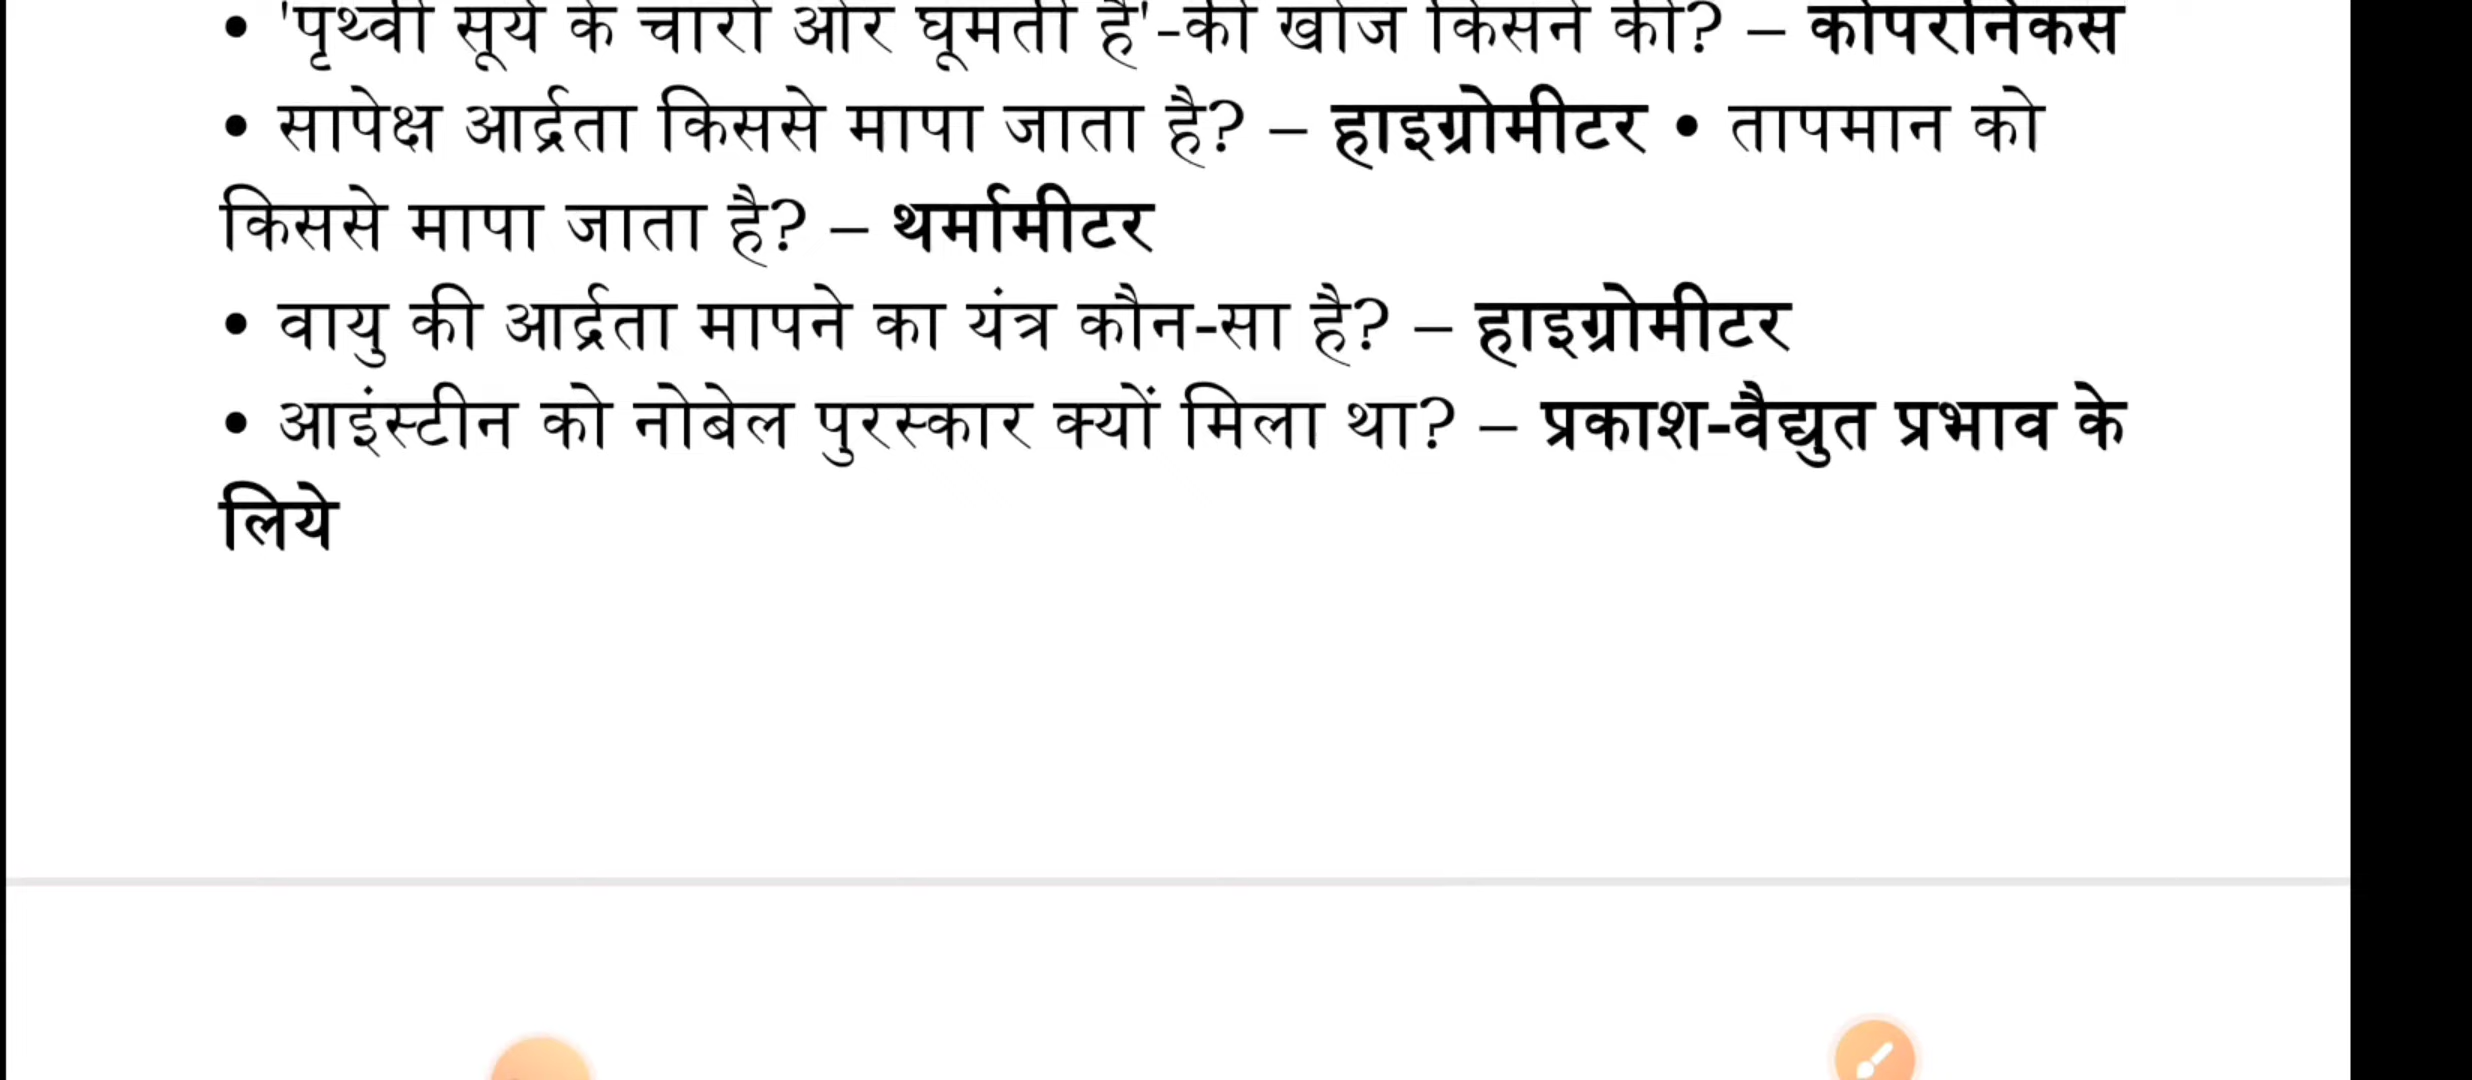 • 'पृथ्वी सूर्य के चारों ओर घूमती है'-की खोज किसने की? – कोपरनिकस
• सापेक्ष आर्द्रता किससे मापा जाता है? – हाइग्रोमीटर • तापमान को
किससे मापा जाता है? – थर्मामीटर
• वायु की आर्द्रता मापने का यंत्र कौन-सा है? – हाइग्रोमीटर
• आइंस्टीन को नोबेल पुरस्कार क्यों मिला था? – प्रकाश-वैद्युत प्रभाव के
लिये